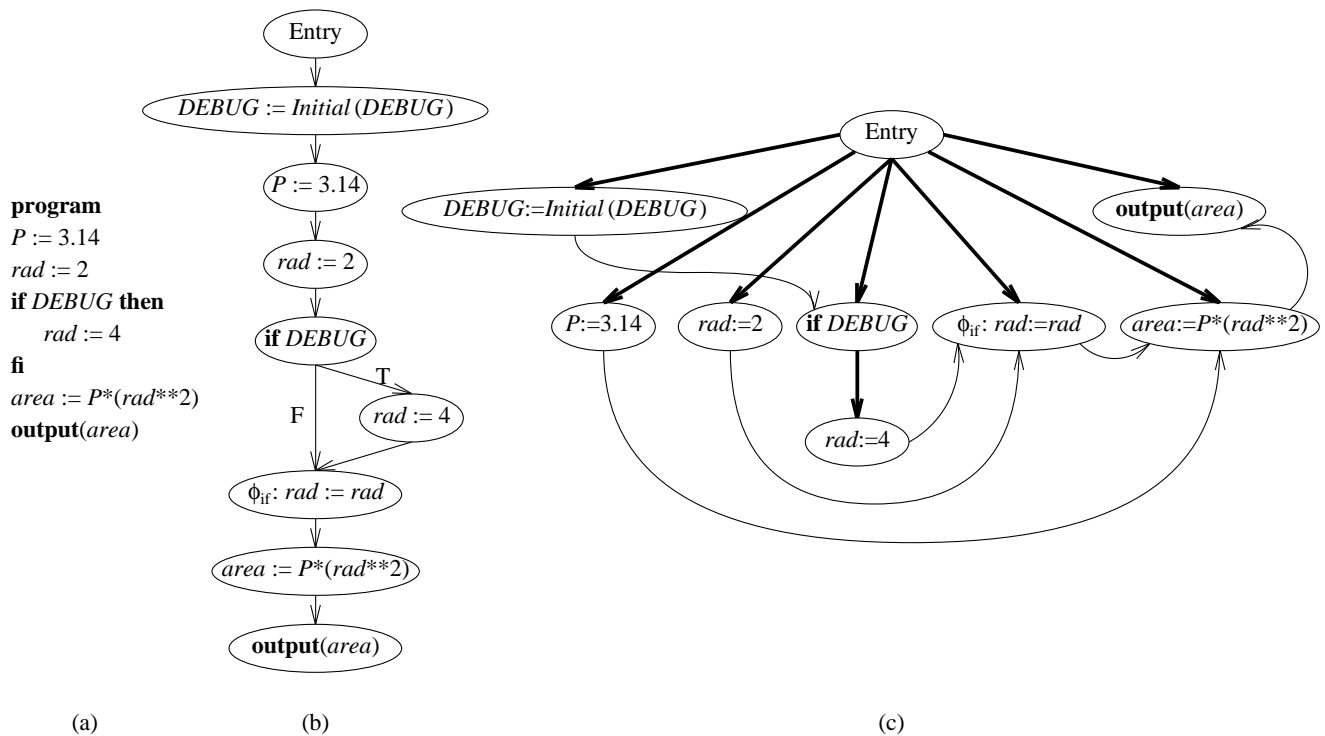 program
P := 3.14
rad := 2
if DEBUG then
rad := 4
fi
area := P*(rad**2)
output(area)
(a)
Entry
DEBUG := Initial (DEBUG)
P := 3.14
rad := 2
if DEBUG
T
F
rad := 4
ϕif: rad := rad
area := P*(rad**2)
output(area)
(b)
Entry
DEBUG:=Initial (DEBUG)
output(area)
P:=3.14
rad:=2
if DEBUG
ϕif: rad:=rad
area:=P*(rad**2)
rad:=4
(c)